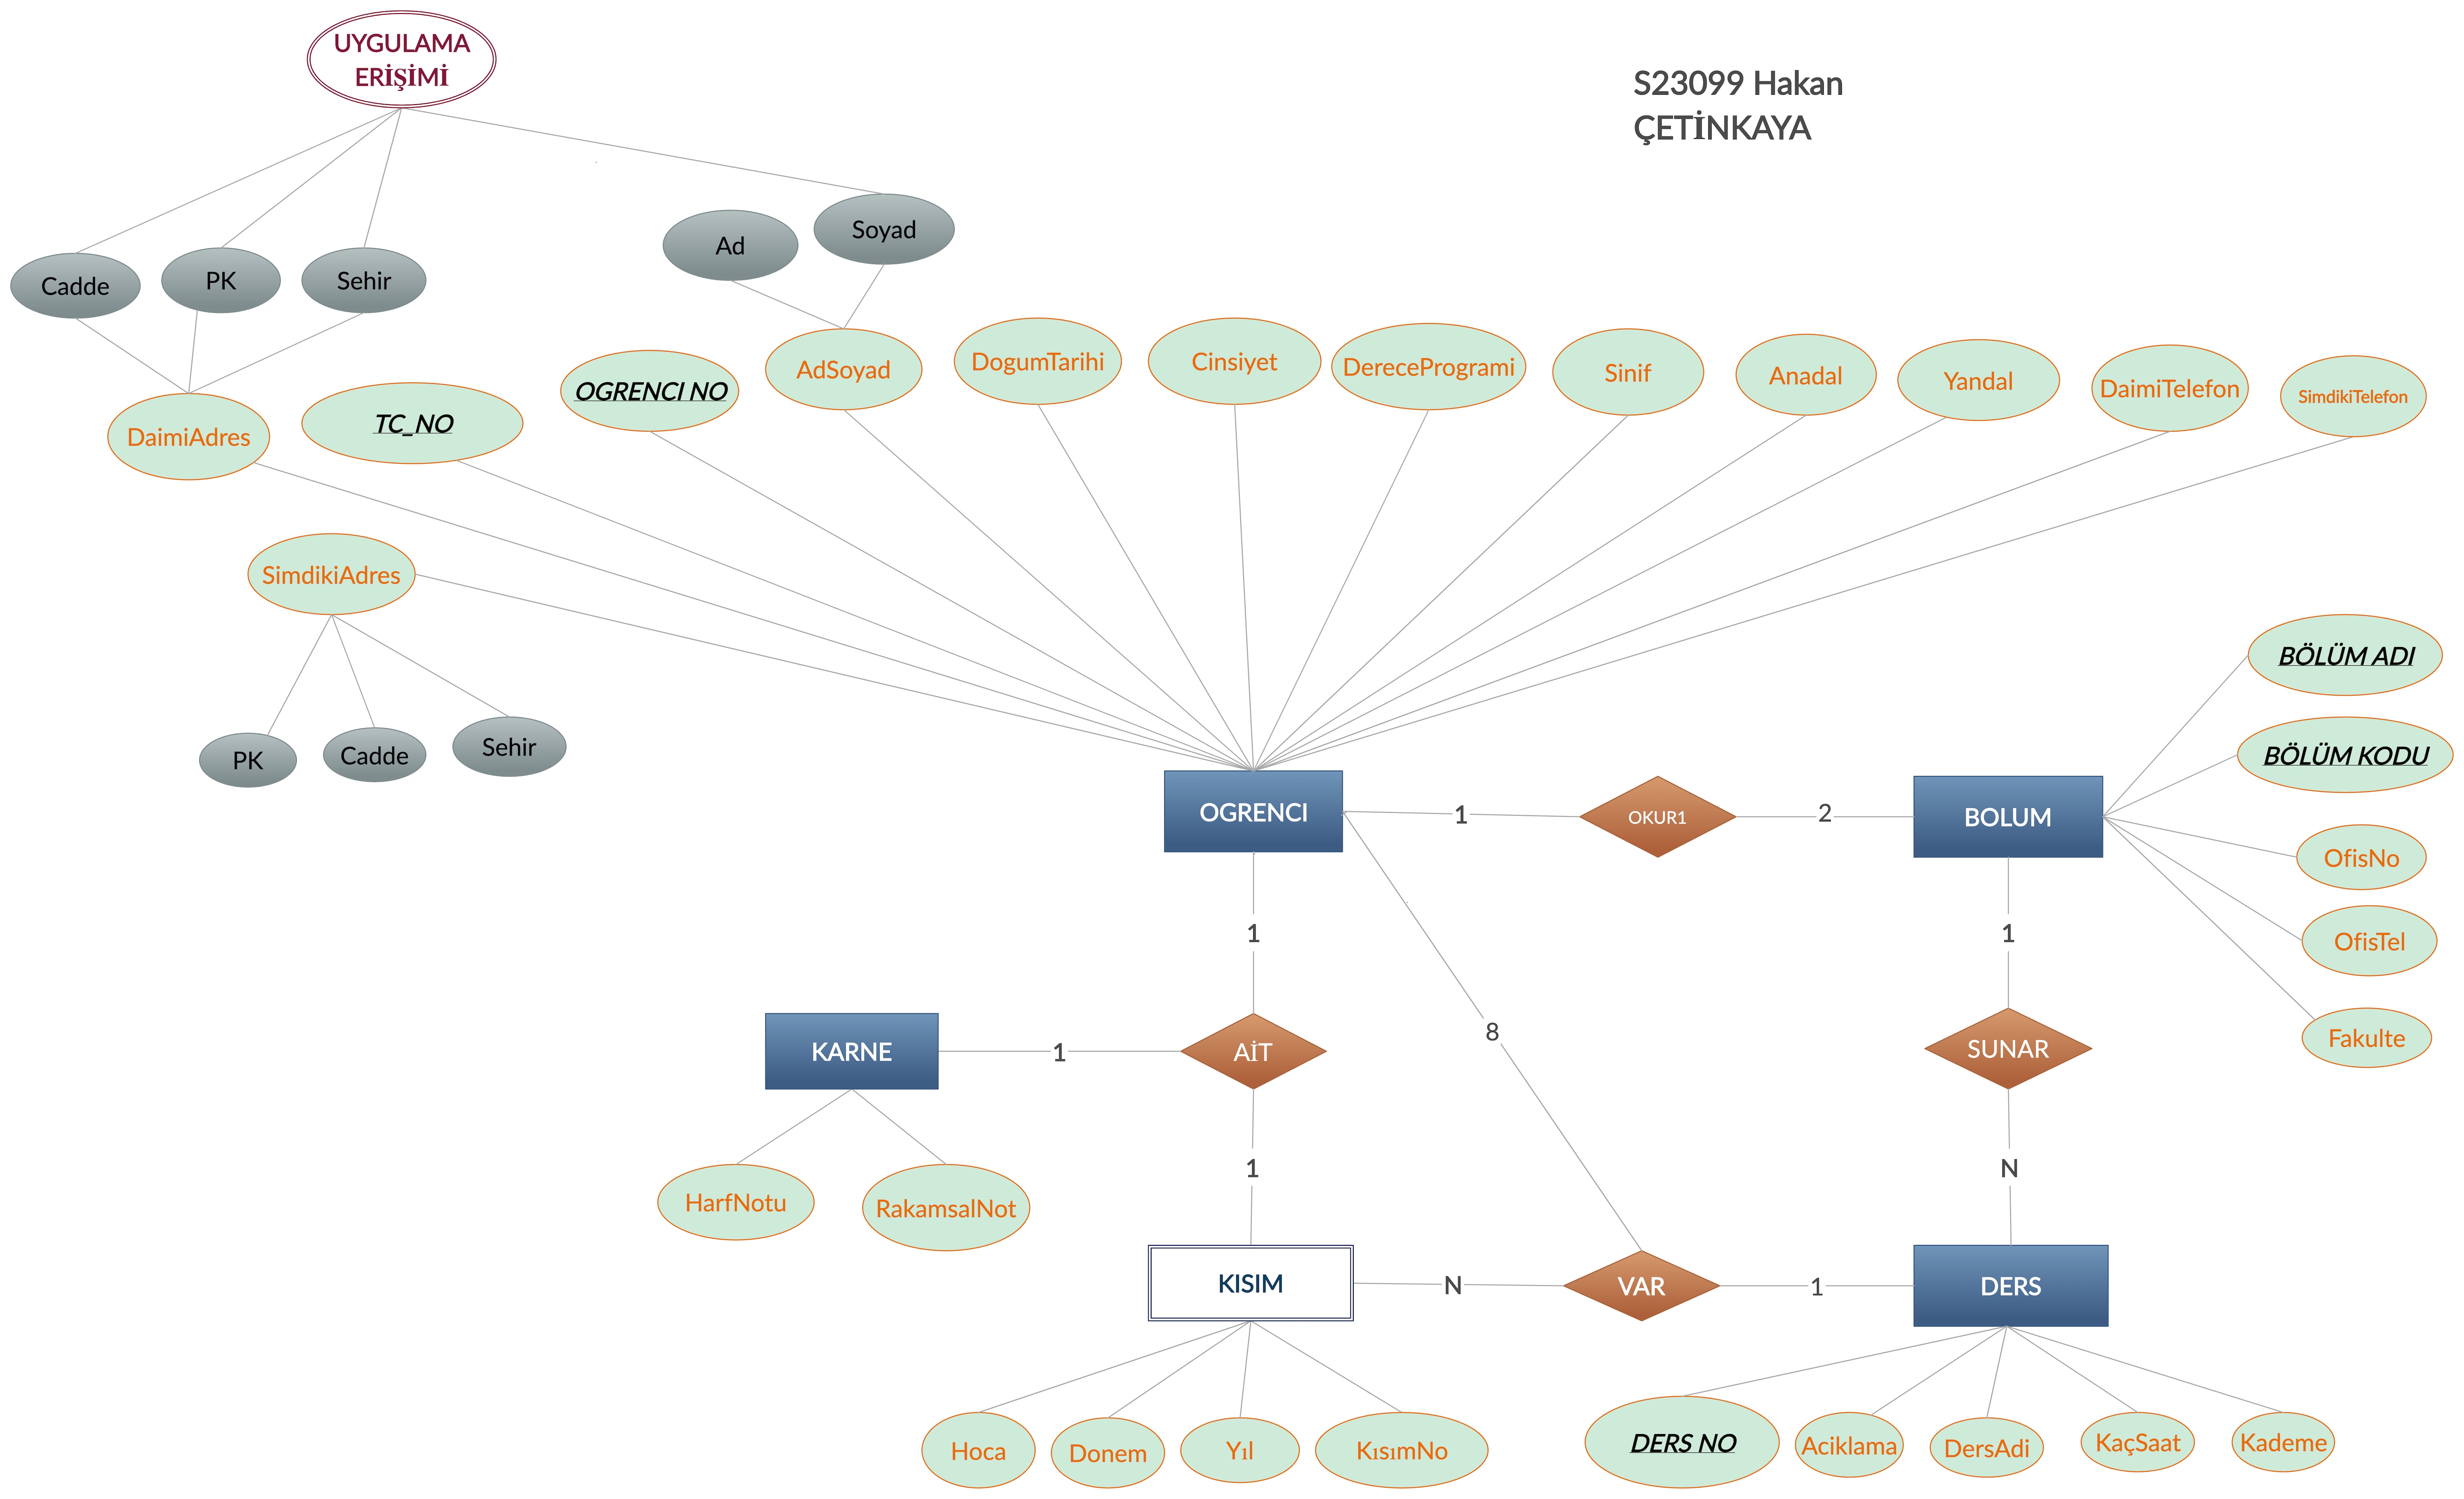 UYGULAMA
ERİŞİMİ
S23099 Hakan
ÇETİNKAYA
Ad
Soyad
Cadde
PK
Sehir
DaimiAdres
TC_NO
OGRENCI NO
AdSoyad
DogumTarihi
Cinsiyet
DereceProgrami
Sinif
Anadal
Yandal
DaimiTelefon
SimdikiTelefon
SimdikiAdres
PK
Cadde
Sehir
BÖLÜM ADI
BÖLÜM KODU
OGRENCI
1
OKUR1
2
BOLUM
OfisNo
OfisTel
Fakulte
1
1
8
KARNE
1
AİT
SUNAR
HarfNotu
RakamsalNot
1
N
KISIM
N
VAR
1
DERS
Hoca
Donem
Yıl
KısımNo
DERS NO
Aciklama
DersAdi
KaçSaat
Kademe